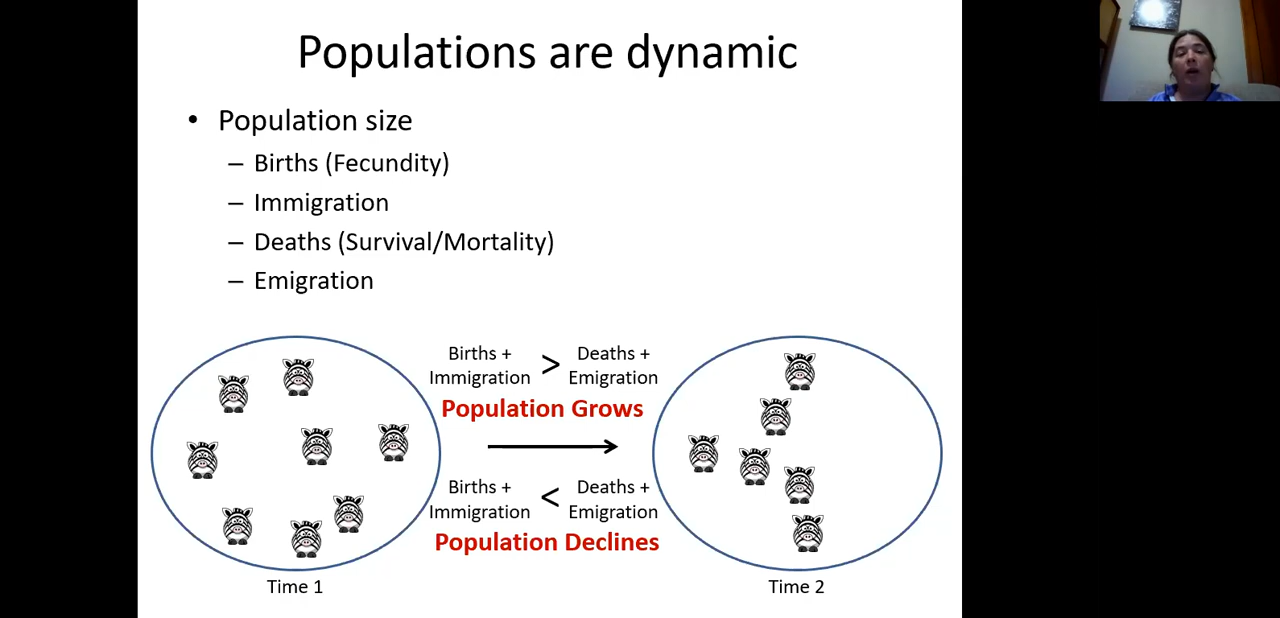 Populations are dynamic
• Population size
– Births (Fecundity)
– Immigration
– Deaths (Survival/Mortality)
– Emigration
Births + > Deaths +
Immigration Emigration
Population Grows
Births + < Deaths +
Immigration Emigration
Population Declines
Time 1
Time 2